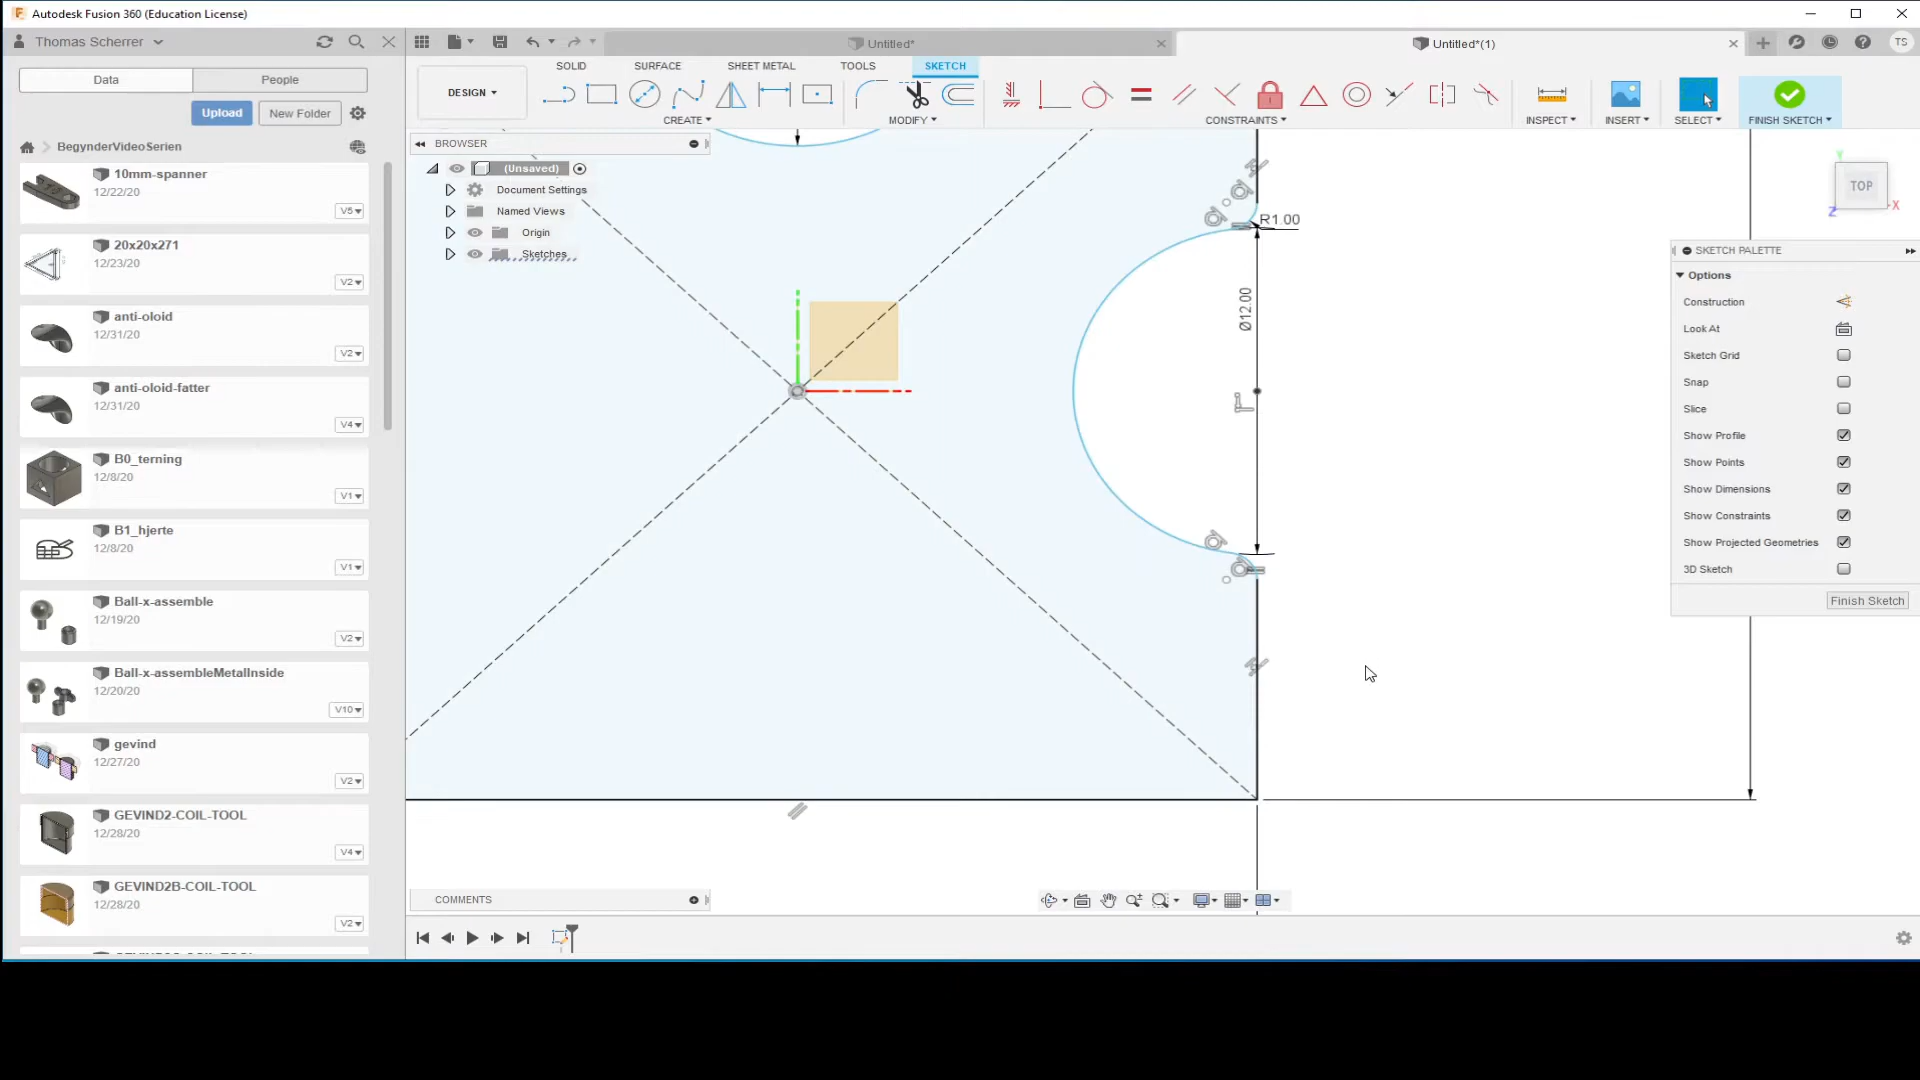 Autodesk Fusion 360 (Education License)
Thomas Scherrer
Untitled*
Untitled*(1)
TS
Data
People
SOLID
SURFACE
SHEET METAL
TOOLS
SKETCH
DESIGN
CREATE
MODIFY
CONSTRAINTS
INSPECT
INSERT
SELECT
FINISH SKETCH
Upload
New Folder
BROWSER
BegynderVideoSerien
(Unsaved)
Document Settings
Named Views
Origin
Sketches
10mm-spanner
12/22/20
V5
20x20x271
12/23/20
V2
anti-oloid
12/31/20
V2
anti-oloid-fatter
12/31/20
V4
B0_terning
12/8/20
V1
B1_hjerte
12/8/20
V1
Ball-x-assemble
12/19/20
V2
Ball-x-assembleMetalInside
12/20/20
V10
gevind
12/27/20
V2
GEVIND2-COIL-TOOL
12/28/20
V4
GEVIND2B-COIL-TOOL
12/28/20
V2
R1.00
Ø12.00
Y
TOP
X
Z
SKETCH PALETTE
Options
Construction
Look At
Sketch Grid
Snap
Slice
Show Profile
Show Points
Show Dimensions
Show Constraints
Show Projected Geometries
3D Sketch
Finish Sketch
COMMENTS